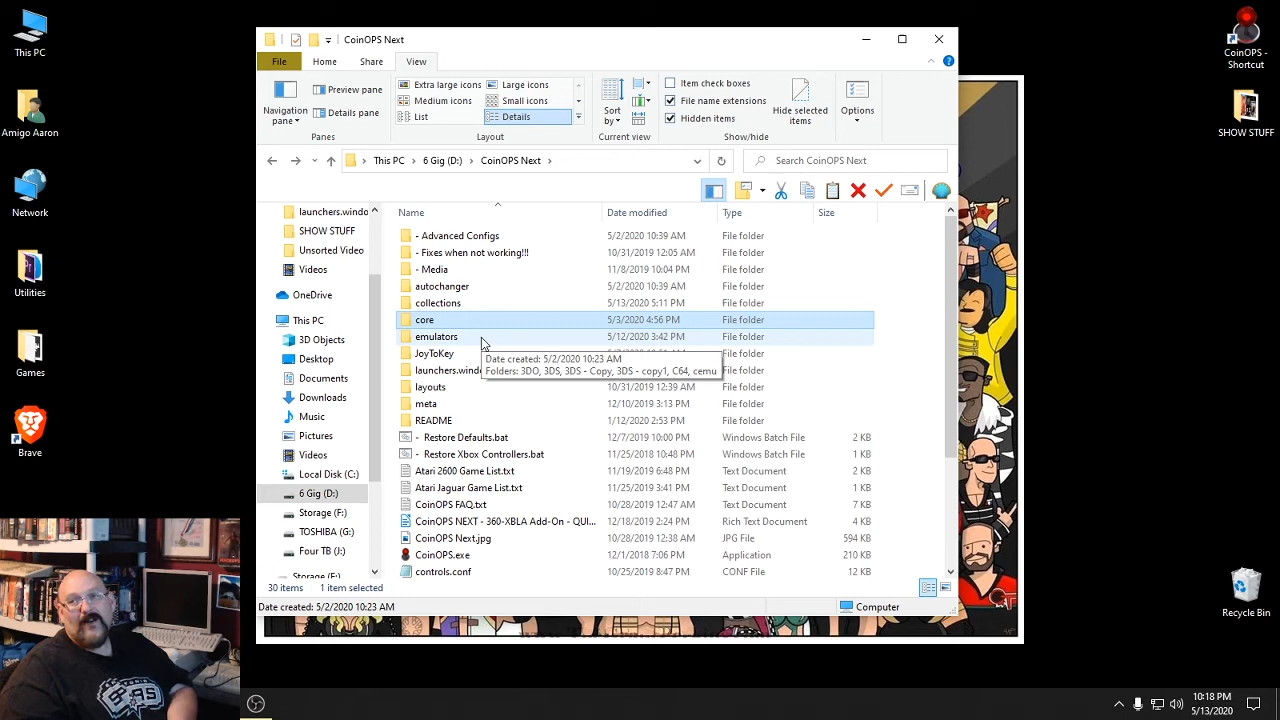 This PC
Amigo Aaron
Network
Utilities
Games
Brave
CoinOPS Next
File
Home
Share
View
Navigation
pane
Preview pane
Details pane
Panes
Extra large icons
Large icons
Medium icons
Small icons
List
Details
Layout
Sort
by
Current view
Item check boxes
File name extensions
Hidden items
Hide selected
items
Show/hide
Options
This PC > 6 Gig (D:) > CoinOPS Next >
Search CoinOPS Next
launchers.windo
SHOW STUFF
Unsorted Video
Videos
OneDrive
This PC
3D Objects
Desktop
Documents
Downloads
Music
Pictures
Videos
Local Disk (C:)
6 Gig (D:)
Storage (F:)
TOSHIBA (G:)
Four TB (J:)
Name Date modified Type Size
- Advanced Configs 5/2/2020 10:39 AM File folder
- Fixes when not working!!! 10/31/2019 12:05 AM File folder
- Media 11/8/2019 10:04 PM File folder
autochanger 5/2/2020 10:39 AM File folder
collections 5/13/2020 5:11 PM File folder
core 5/3/2020 4:56 PM File folder
emulators 5/12/2020 3:42 PM File folder
JoyToKey File folder
Date created: 5/2/2020 10:23 AM
launchers.windo File folder
Folders: 3DO, 3DS, 3DS - Copy, 3DS - copy1, C64, cemu
layouts 10/31/2019 12:39 AM File folder
meta 12/10/2019 3:13 PM File folder
README 1/12/2020 2:53 PM File folder
- Restore Defaults.bat 12/7/2019 10:00 PM Windows Batch File 2 KB
- Restore Xbox Controllers.bat 11/25/2018 10:48 PM Windows Batch File 1 KB
Atari 2600 Game List.txt 11/19/2019 6:48 PM Text Document 2 KB
Atari Jaguar Game List.txt 11/25/2019 3:41 PM Text Document 1 KB
CoinOPS FAQ.txt 10/28/2019 12:47 AM Text Document 7 KB
CoinOPS NEXT - 360-XBLA Add-On - QUI... 12/18/2019 2:24 PM Rich Text Document 4 KB
CoinOPS Next.jpg 10/28/2019 12:38 AM JPG File 594 KB
CoinOPS.exe 12/1/2018 7:06 PM Application 210 KB
controls.conf 10/25/2019 8:47 PM CONF File 12 KB
30 items 1 item selected
Date created: 5/2/2020 10:23 AM
Computer
CoinOPS -
Shortcut
SHOW STUFF
Recycle Bin
10:18 PM
5/13/2020